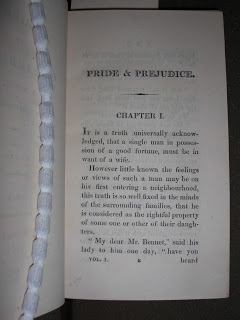 PRIDE & PREJUDICE.
CHAPTER I.
IT is a truth universally acknow-
ledged, that a single man in posses-
sion of a good fortune, must be in
want of a wife.
However little known the feelings
or views of such a man may be on
his first entering a neighbourhood,
this truth is so well fixed in the minds
of the surrounding families, that he
is considered as the rightful property
of some one or other of their daugh-
ters.
"My dear Mr. Bennet," said his
lady to him one day, "have you
VOL. I. B heard